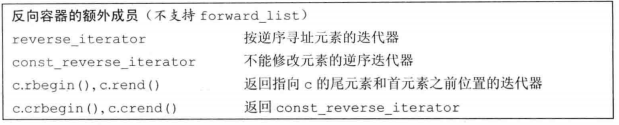 反向容器的额外成员（不支持 forward_list）
reverse_iterator 按逆序寻址元素的迭代器
const_reverse_iterator 不能修改元素的逆序迭代器
c.rbegin(),c.rend() 返回指向 c 的尾元素和首元素之前位置的迭代器
c.crbegin(),c.crend() 返回 const_reverse_iterator